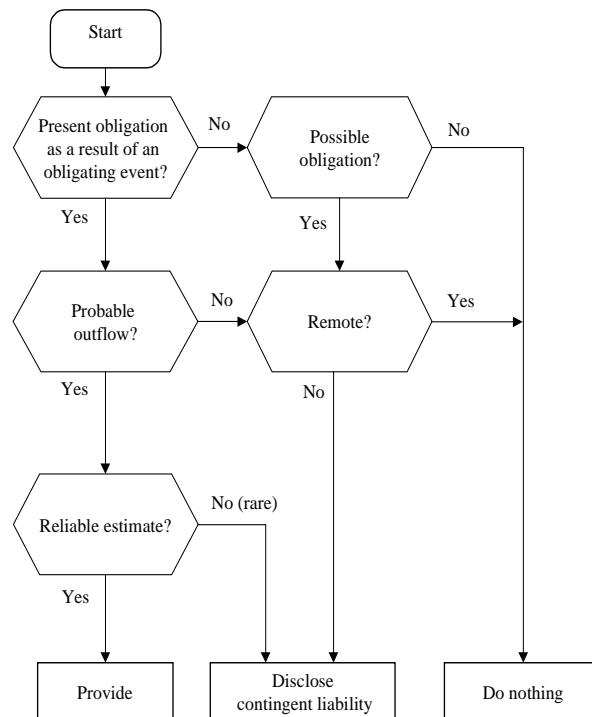 Start
Present obligation
as a result of an
obligating event?
No
Possible
obligation?
No
Yes
Yes
Probable
outflow?
No
Remote?
Yes
Yes
No
Reliable estimate?
No (rare)
Yes
Provide
Disclose
contingent liability
Do nothing